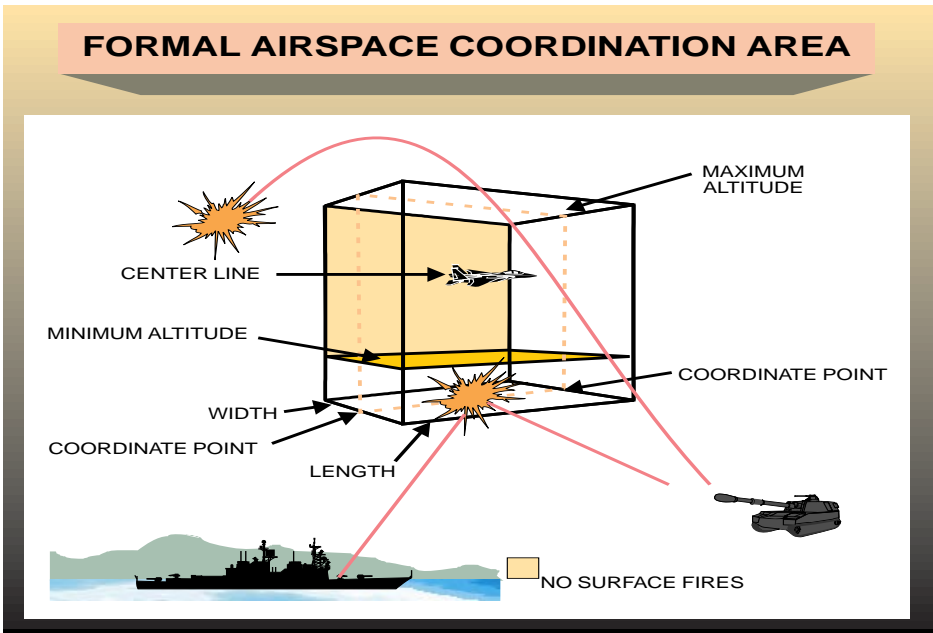 FORMAL AIRSPACE COORDINATION AREA
MAXIMUM
ALTITUDE
CENTER LINE
MINIMUM ALTITUDE
COORDINATE POINT
WIDTH
COORDINATE POINT
LENGTH
NO SURFACE FIRES